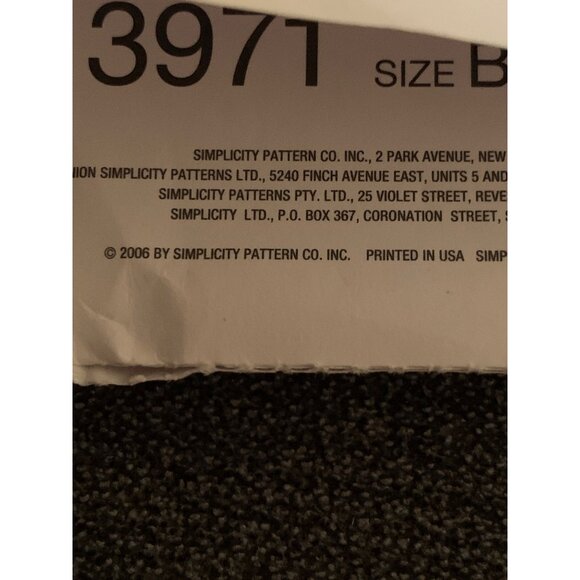 3971 SIZE B
SIMPLICITY PATTERN CO. INC., 2 PARK AVENUE, NEW
NION SIMPLICITY PATTERNS LTD., 5240 FINCH AVENUE EAST, UNITS 5 AND
SIMPLICITY PATTERNS PTY. LTD., 25 VIOLET STREET, REVE
SIMPLICITY LTD., P.O. BOX 367, CORONATION STREET,
© 2006 BY SIMPLICITY PATTERN CO. INC. PRINTED IN USA SIMP